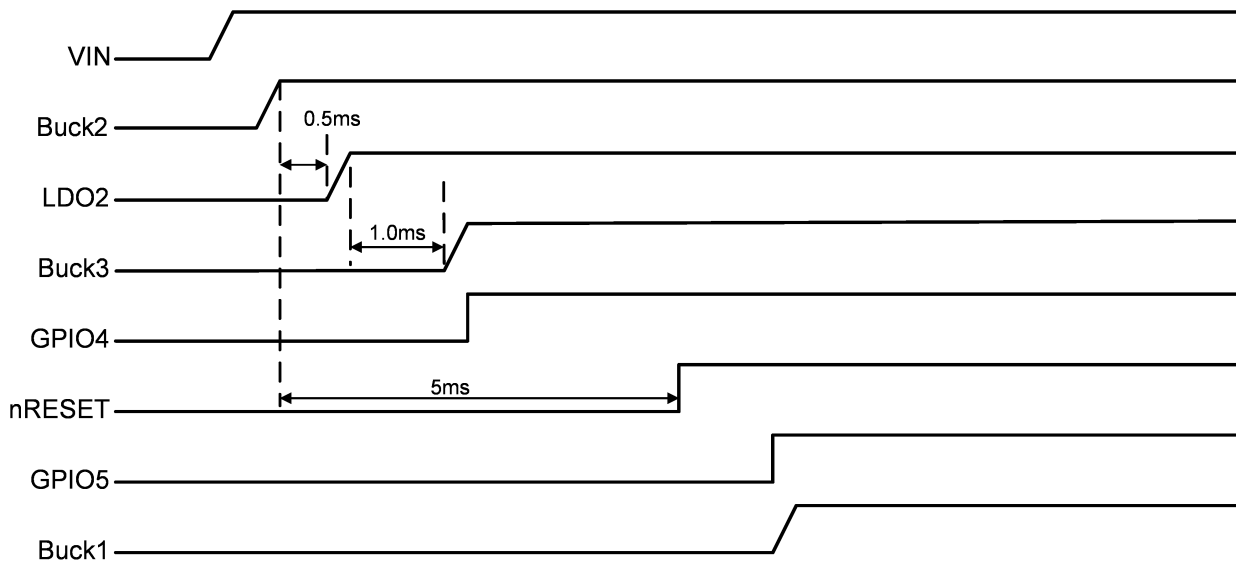 VIN
Buck2
0.5ms
LDO2
1.0ms
Buck3
GPIO4
5ms
nRESET
GPIO5
Buck1